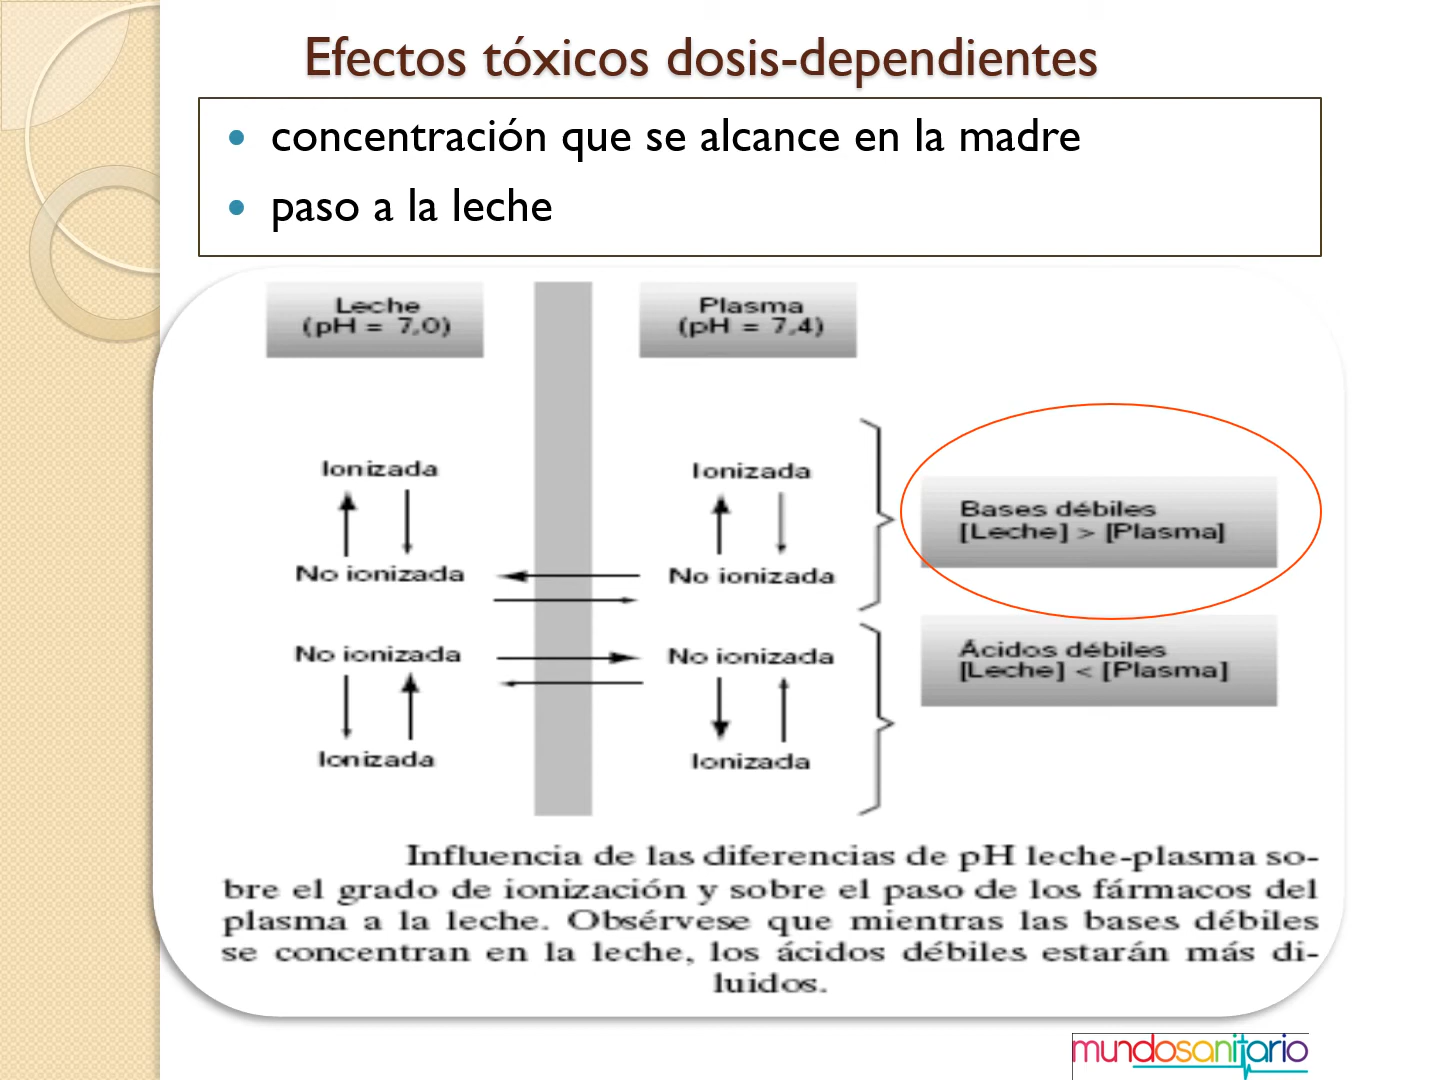 Efectos tóxicos dosis-dependientes
concentración que se alcance en la madre
paso a la leche
Leche
(pH = 7,0)
Plasma
(pH = 7,4)
Ionizada
Ionizada
Bases débiles
[Leche] > [Plasma]
No ionizada
No ionizada
No ionizada
No ionizada
Ácidos débiles
[Leche] < [Plasma]
Ionizada
Ionizada
Influencia de las diferencias de pH leche-plasma so-
bre el grado de ionización y sobre el paso de los fármacos del
plasma a la leche. Obsérvese que mientras las bases débiles
se concentran en la leche, los ácidos débiles estarán más di-
luidos.
mundosanitario